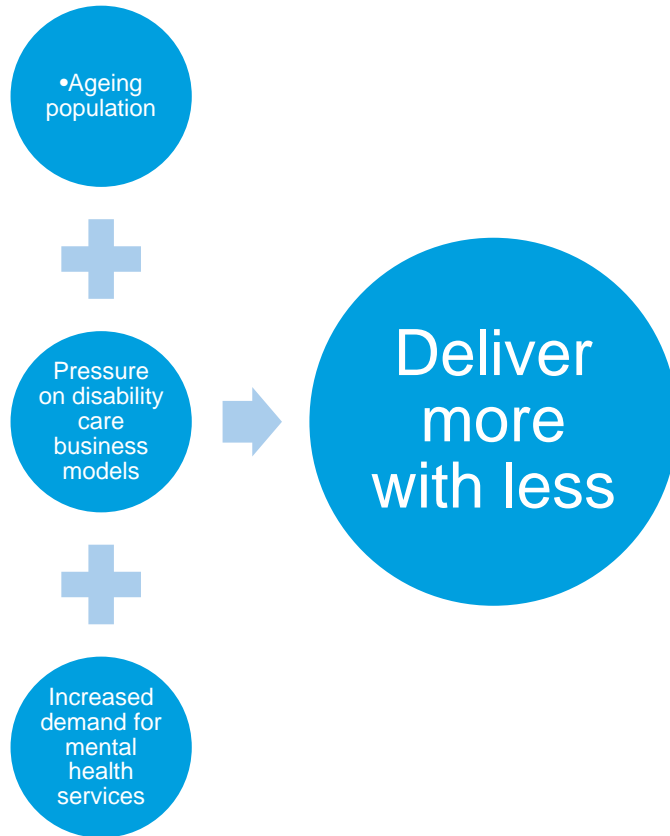 •Ageing
population
Pressure
on disability
care
business
models
Deliver
more
with less
Increased
demand for
mental
health
services